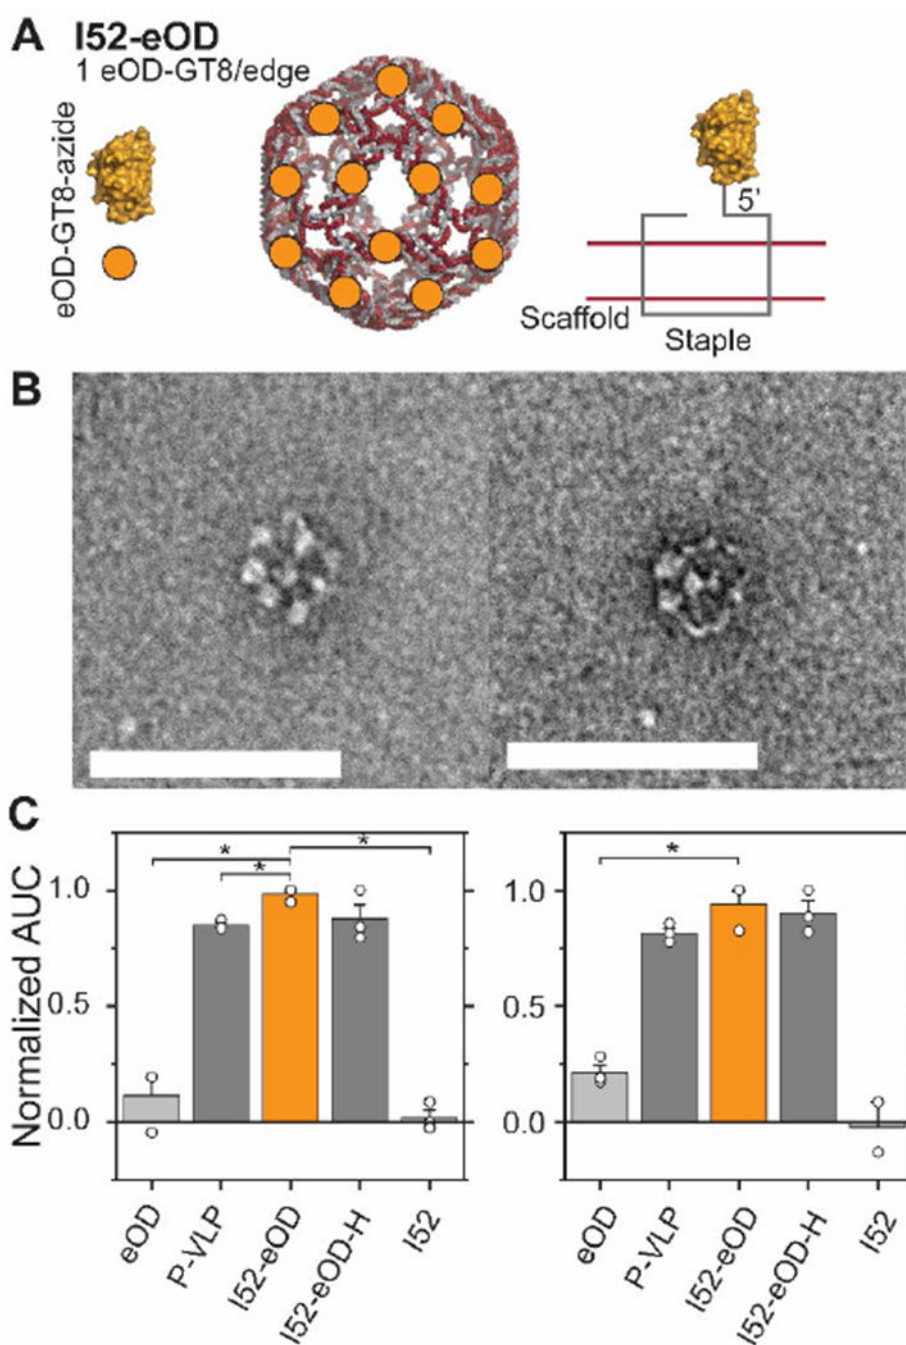 A I52-eOD
1 eOD-GT8/edge
eOD-GT8-azide
5'
Scaffold
Staple
B
C
Normalized AUC
1.0
0.5
0.0
*
*
*
eOD
P-VLP
I52-eOD
I52-eOD-H
I52
1.0
0.5
0.0
*
eOD
P-VLP
I52-eOD
I52-eOD-H
I52